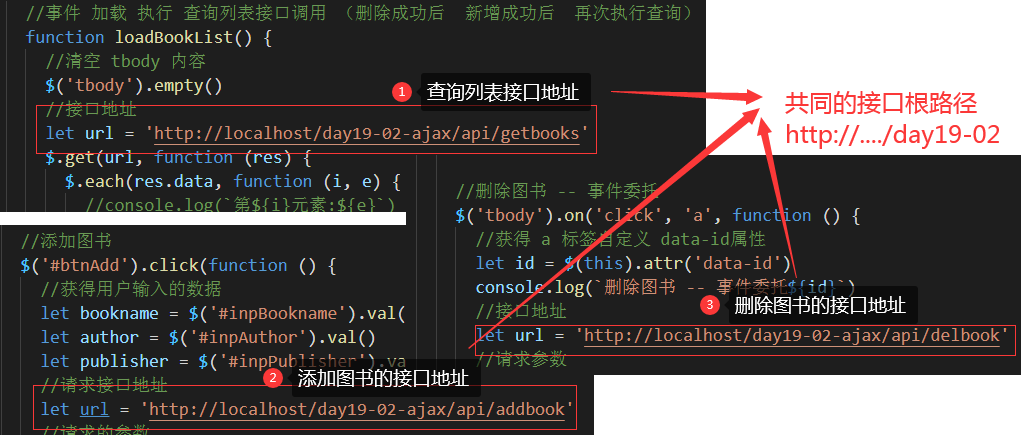 //事件 加载 执行 查询列表接口调用 （删除成功后  新增成功后  再次执行查询）
function loadBookList() {
//清空 tbody 内容
$('tbody').empty()
1 查询列表接口地址
//接口地址
let url = 'http://localhost/day19-02-ajax/api/getbooks'
$.get(url, function (res) {
$.each(res.data, function (i, e) {
//console.log(`第${i}元素:${e}`)
共同的接口根路径
http://..../day19-02
//添加图书
$('#btnAdd').click(function () {
//获得用户输入的数据
let bookname = $('#inpBookname').val(
let author = $('#inpAuthor').val()
let publisher = $('#inpPublisher').va
2 添加图书的接口地址
//请求接口地址
let url = 'http://localhost/day19-02-ajax/api/addbook'
//请求的参数
//删除图书 -- 事件委托
$('tbody').on('click', 'a', function () {
//获得 a 标签自定义 data-id属性
let id = $(this).attr('data-id')
console.log(`删除图书 -- 事件委托${id}`)
3 删除图书的接口地址
//接口地址
let url = 'http://localhost/day19-02-ajax/api/delbook'
//请求参数